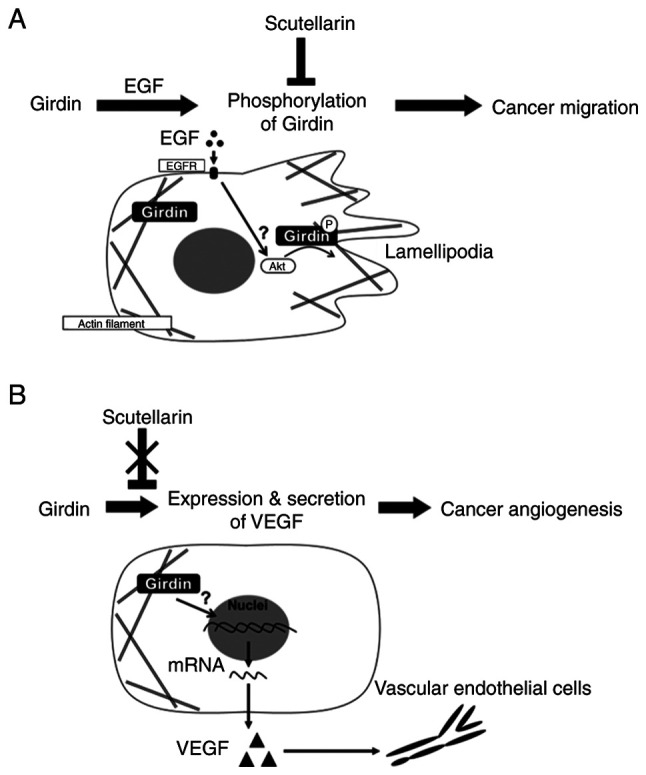 A
Scutellarin
EGF
Girdin
Phosphorylation
of Girdin
Cancer migration
EGF
EGFR
Girdin
?
P
Girdin
Akt
Lamellipodia
Actin filament
B
Scutellarin
Girdin
Expression & secretion
of VEGF
Cancer angiogenesis
Girdin
?
Nuclei
mRNA
Vascular endothelial cells
VEGF